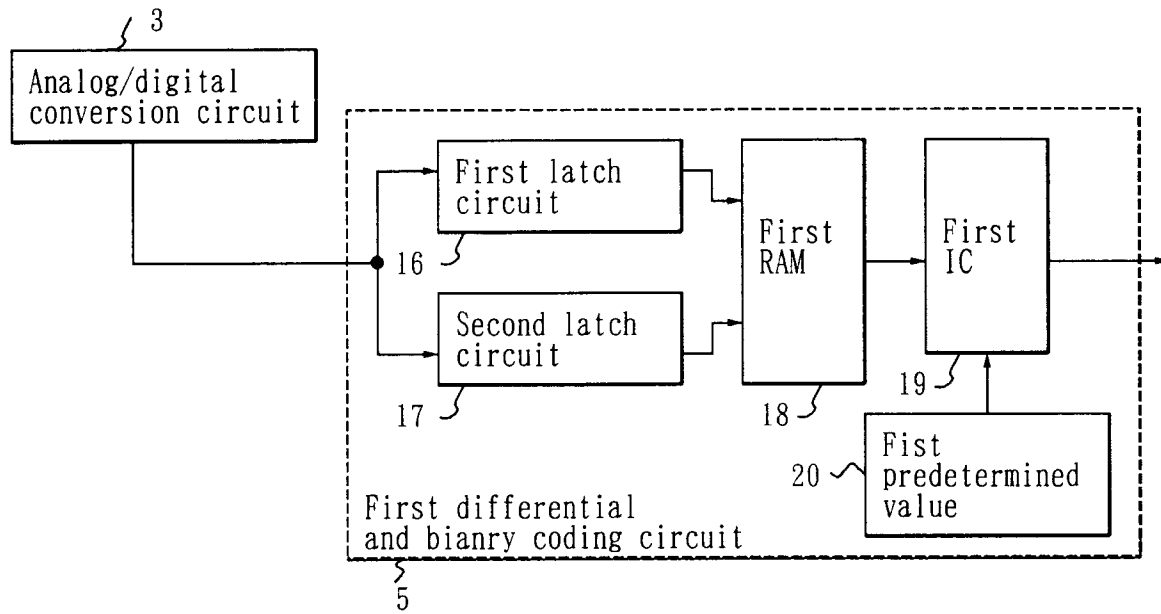 3
Analog/digital
conversion circuit
First latch
circuit
16
Second latch
circuit
17
First
RAM
18
First
IC
19
Fist
predetermined
value
20
First differential
and bianry coding circuit
5